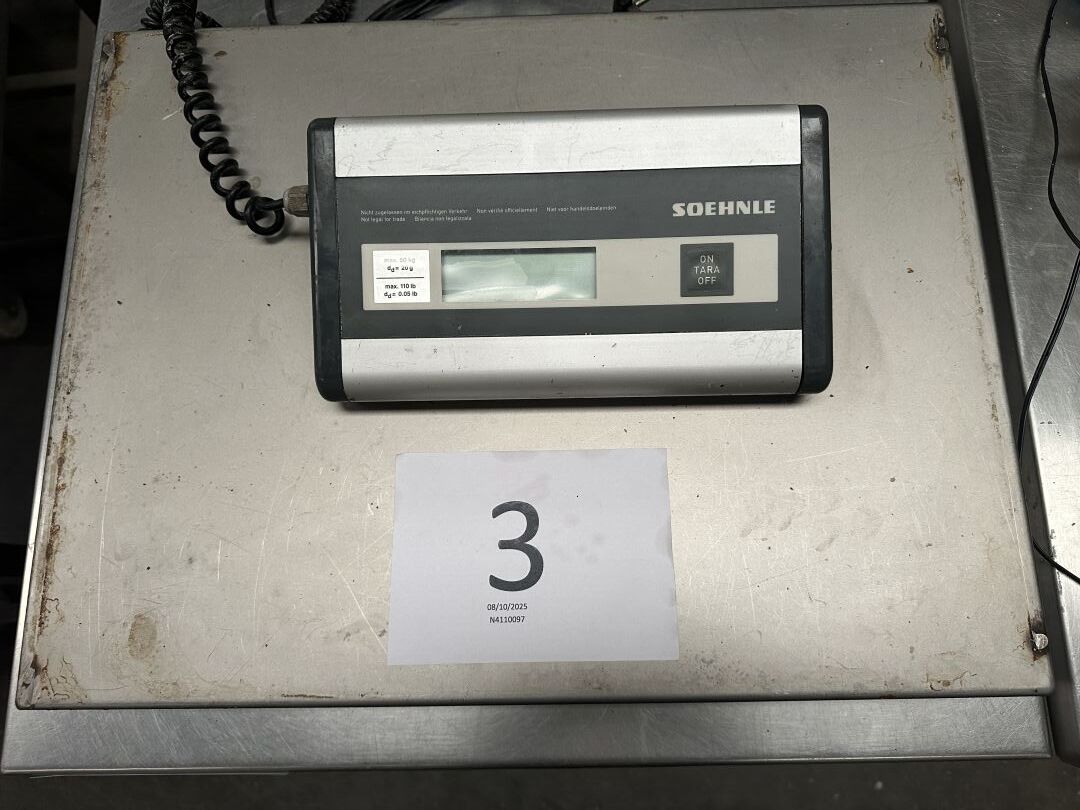 Nicht zugelassen im eichpflichtigen Verkehr Non vérifié officiellement Niet voor handelsdoeleinden
Not legal for trade Bilancia non legalizzata
SOEHNLE
max. 50 kg
dd= 20 g
max. 110 lb
dd= 0.05 lb
ON
TARA
OFF
3
08/10/2025
N4110097